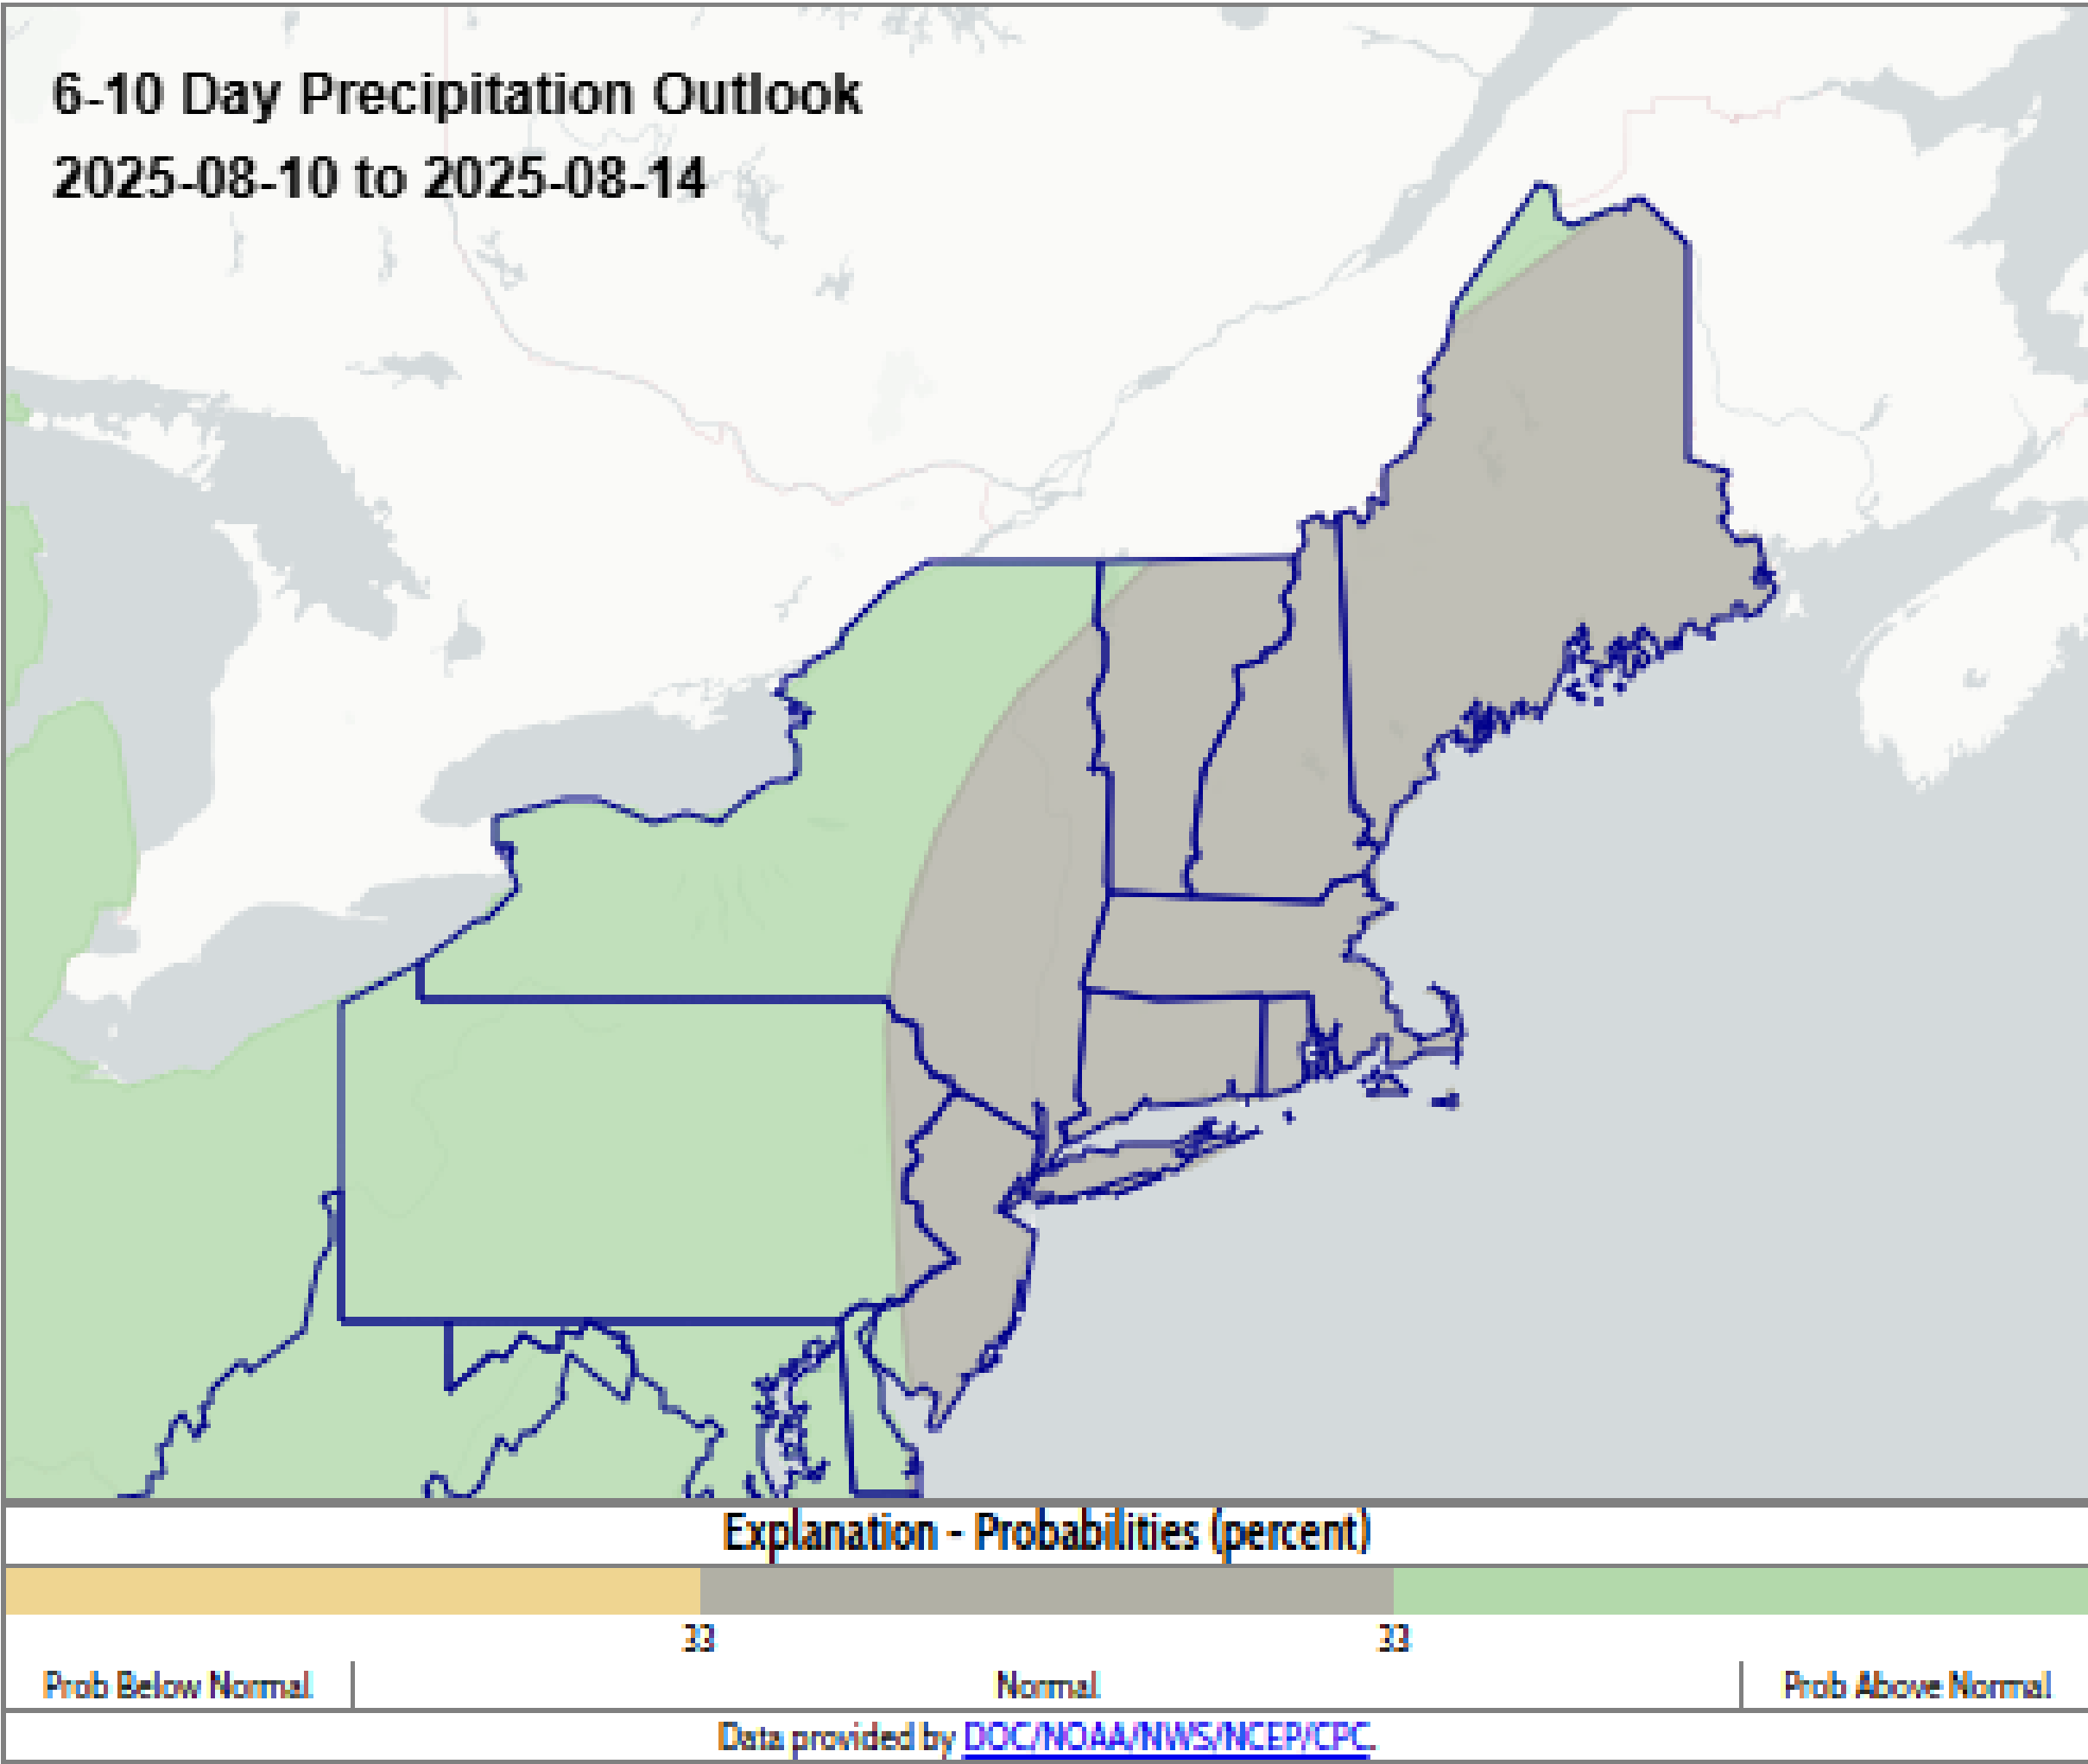 6-10 Day Precipitation Outlook
2025-08-10 to 2025-08-14
Explanation - Probabilities (percent)
33 33
Prob Below Normal Normal Prob Above Normal
Data provided by DOC/NOAA/NWS/NCEP/CPC.